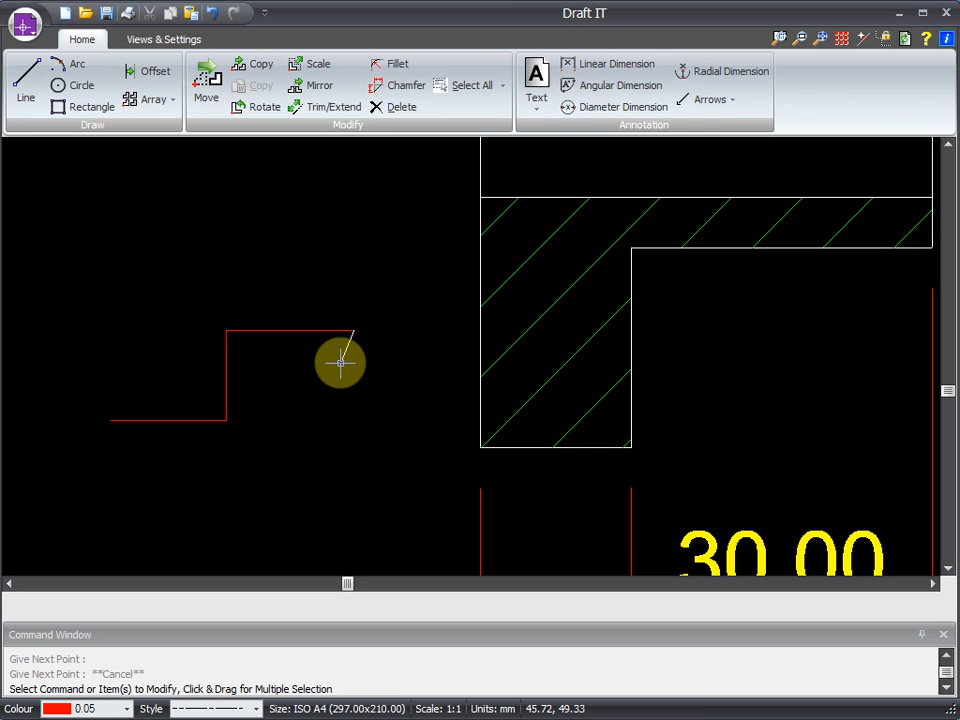 Draft IT
Home
Views & Settings
Line
Arc
Circle
Rectangle
Offset
Array
Draw
Move
Copy
Copy
Rotate
Scale
Mirror
Trim/Extend
Fillet
Chamfer
Delete
Select All
Modify
A
Text
Linear Dimension
Angular Dimension
Diameter Dimension
Radial Dimension
Arrows
Annotation
30.00
Command Window
Give Next Point :
Give Next Point : **Cancel**
Select Command or Item(s) to Modify, Click & Drag for Multiple Selection
Colour 0.05 Style Size: ISO A4 (297.00x210.00) Scale: 1:1 Units: mm 45.72, 49.33